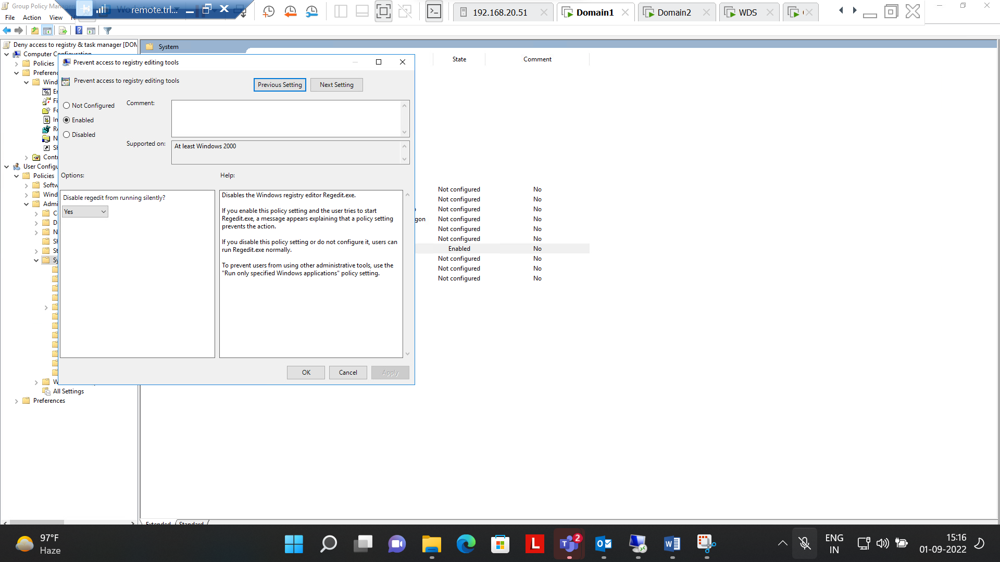 Group Policy Manag
remote.trl...
192.168.20.51
Domain1
Domain2
WDS
File Action View
Deny access to registry & task manager [DOM
System
Computer Configuration
Policies
Preferenc
Wind
Contr
User Configu
Policies
Softw
Wind
Admi
All Settings
Preferences
Prevent access to registry editing tools
Prevent access to registry editing tools
Previous Setting
Next Setting
Not Configured
Enabled
Disabled
Comment:
Supported on:
At least Windows 2000
Options:
Help:
Disable regedit from running silently?
Yes
Disables the Windows registry editor Regedit.exe.
If you enable this policy setting and the user tries to start
Regedit.exe, a message appears explaining that a policy setting
prevents the action.
If you disable this policy setting or do not configure it, users can
run Regedit.exe normally.
To prevent users from using other administrative tools, use the
"Run only specified Windows applications" policy setting.
OK
Cancel
Apply
State Comment
Not configured No
Not configured No
Not configured No
gon Not configured No
Not configured No
Not configured No
Enabled No
Not configured No
Not configured No
Not configured No
Extended Standard
97°F
Haze
L
2
ENG
IN
15:16
01-09-2022